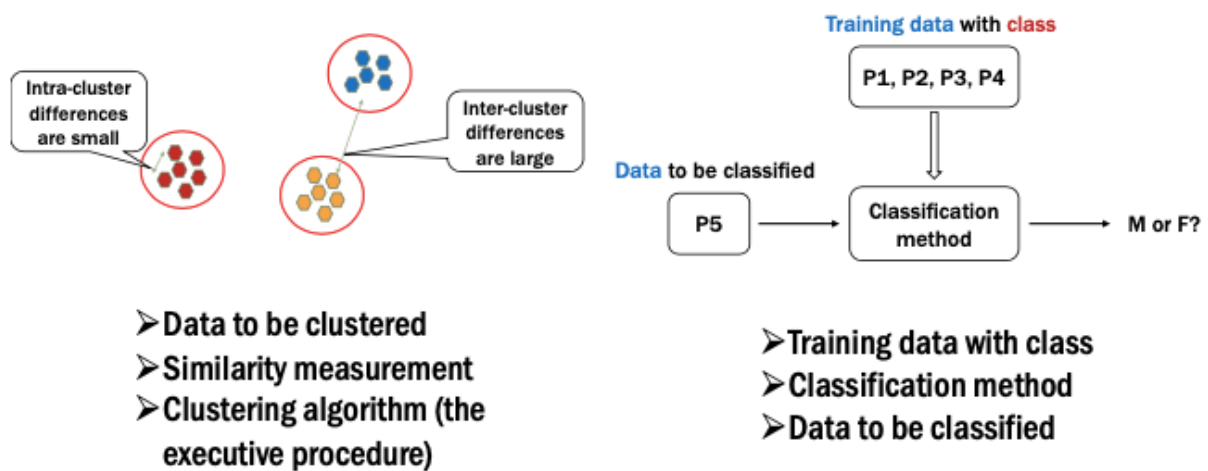 Intra-cluster
differences
are small
Inter-cluster
differences
are large
➢Data to be clustered
➢Similarity measurement
➢Clustering algorithm (the
executive procedure)
Training data with class
P1, P2, P3, P4
Data to be classified
P5
Classification
method
M or F?
➢Training data with class
➢Classification method
➢Data to be classified